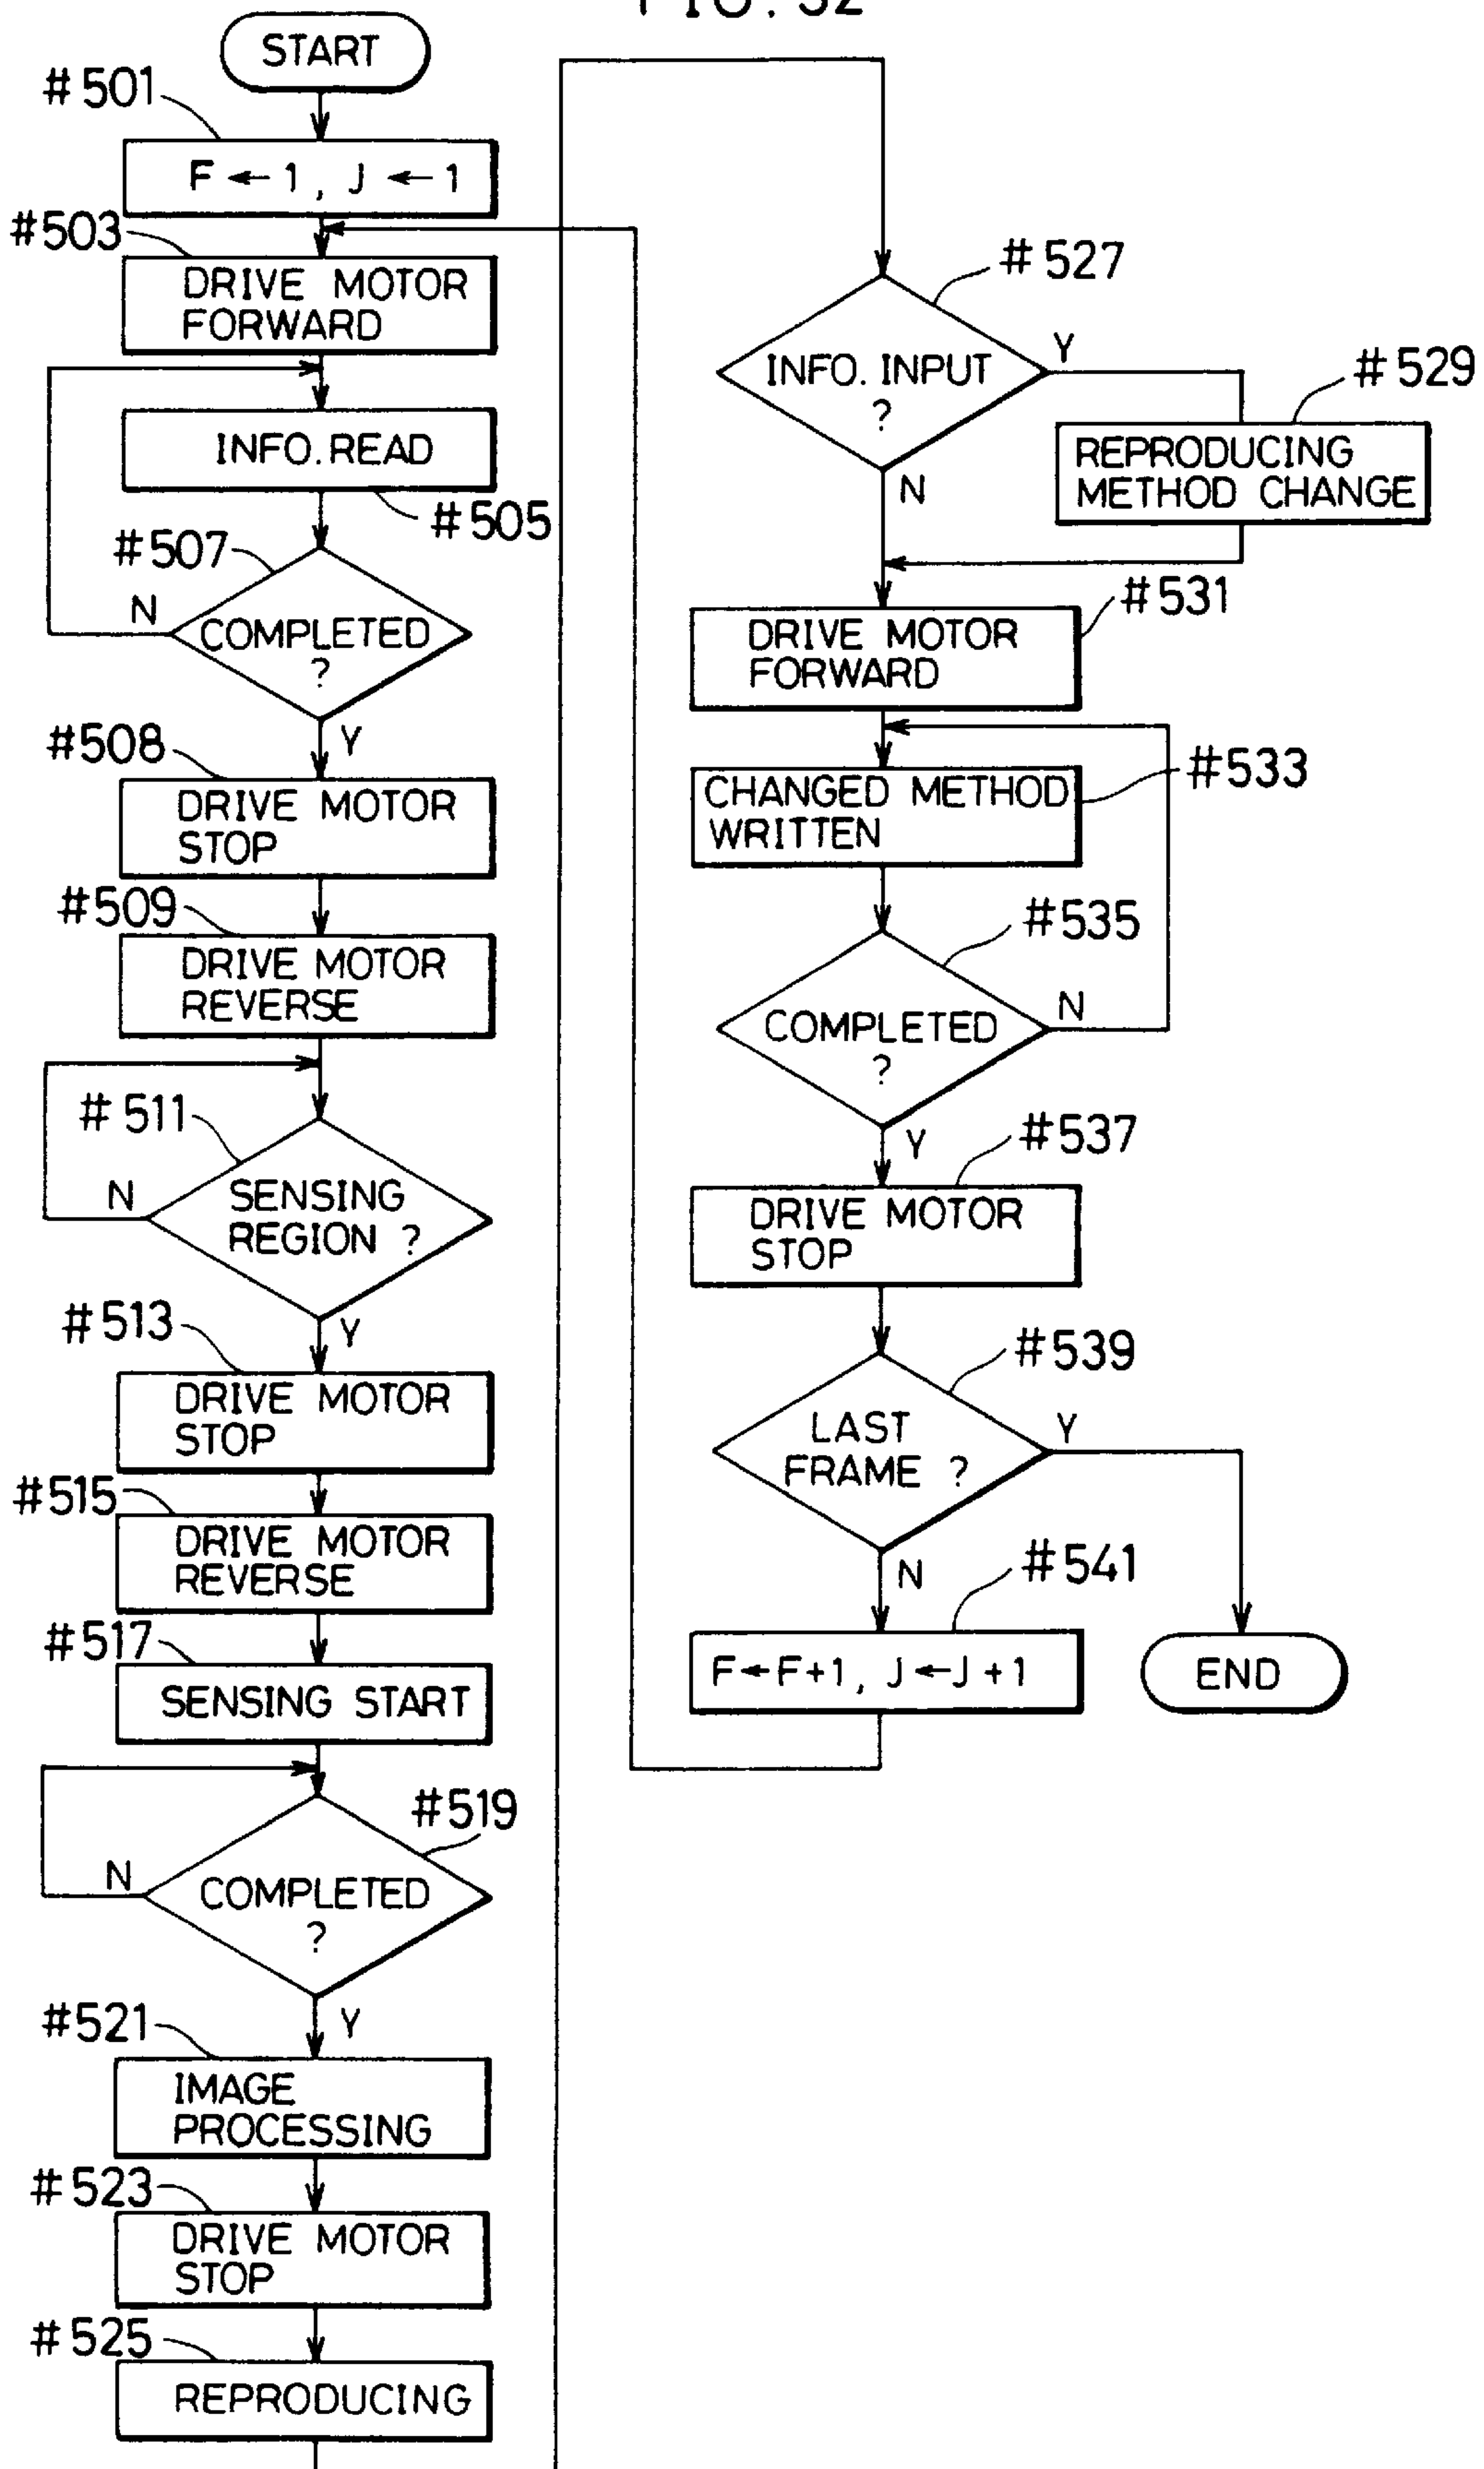 FIG. 32
START
#501
F ← 1 , J ← 1
#503
DRIVE MOTOR
FORWARD
INFO. READ
#505
#507
N
COMPLETED
?
Y
#508
DRIVE MOTOR
STOP
#509
DRIVE MOTOR
REVERSE
#511
N
SENSING
REGION ?
Y
#513
DRIVE MOTOR
STOP
#515
DRIVE MOTOR
REVERSE
#517
SENSING START
#519
N
COMPLETED
?
Y
#521
IMAGE
PROCESSING
#523
DRIVE MOTOR
STOP
#525
REPRODUCING
#527
INFO. INPUT
?
Y
N
#529
REPRODUCING
METHOD CHANGE
#531
DRIVE MOTOR
FORWARD
#533
CHANGED METHOD
WRITTEN
#535
COMPLETED
?
N
Y
#537
DRIVE MOTOR
STOP
#539
LAST
FRAME ?
Y
N
#541
F←F+1, J←J+1
END